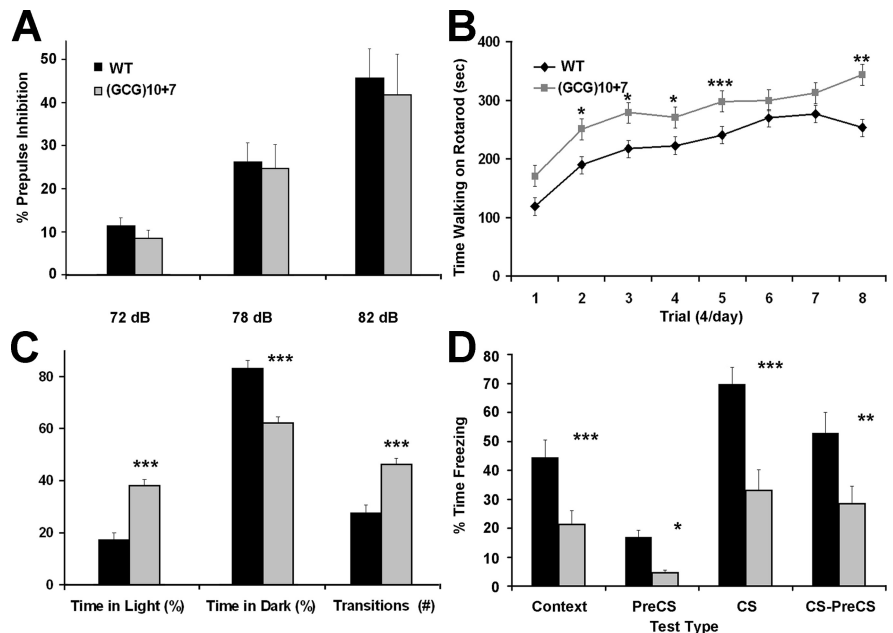 A
% Prepulse Inhibition
50
40
30
20
10
0
WT
(GCG)10+7
72 dB 78 dB 82 dB
B
Time Walking on Rotarod (sec)
400
300
200
100
0
WT
(GCG)10+7
* * * *** **
1 2 3 4 5 6 7 8
Trial (4/day)
C
80
60
40
20
0
*** *** ***
Time in Light (%) Time in Dark (%) Transitions (#)
D
% Time Freezing
80
70
60
50
40
30
20
10
0
*** * *** **
Context PreCS CS CS-PreCS
Test Type